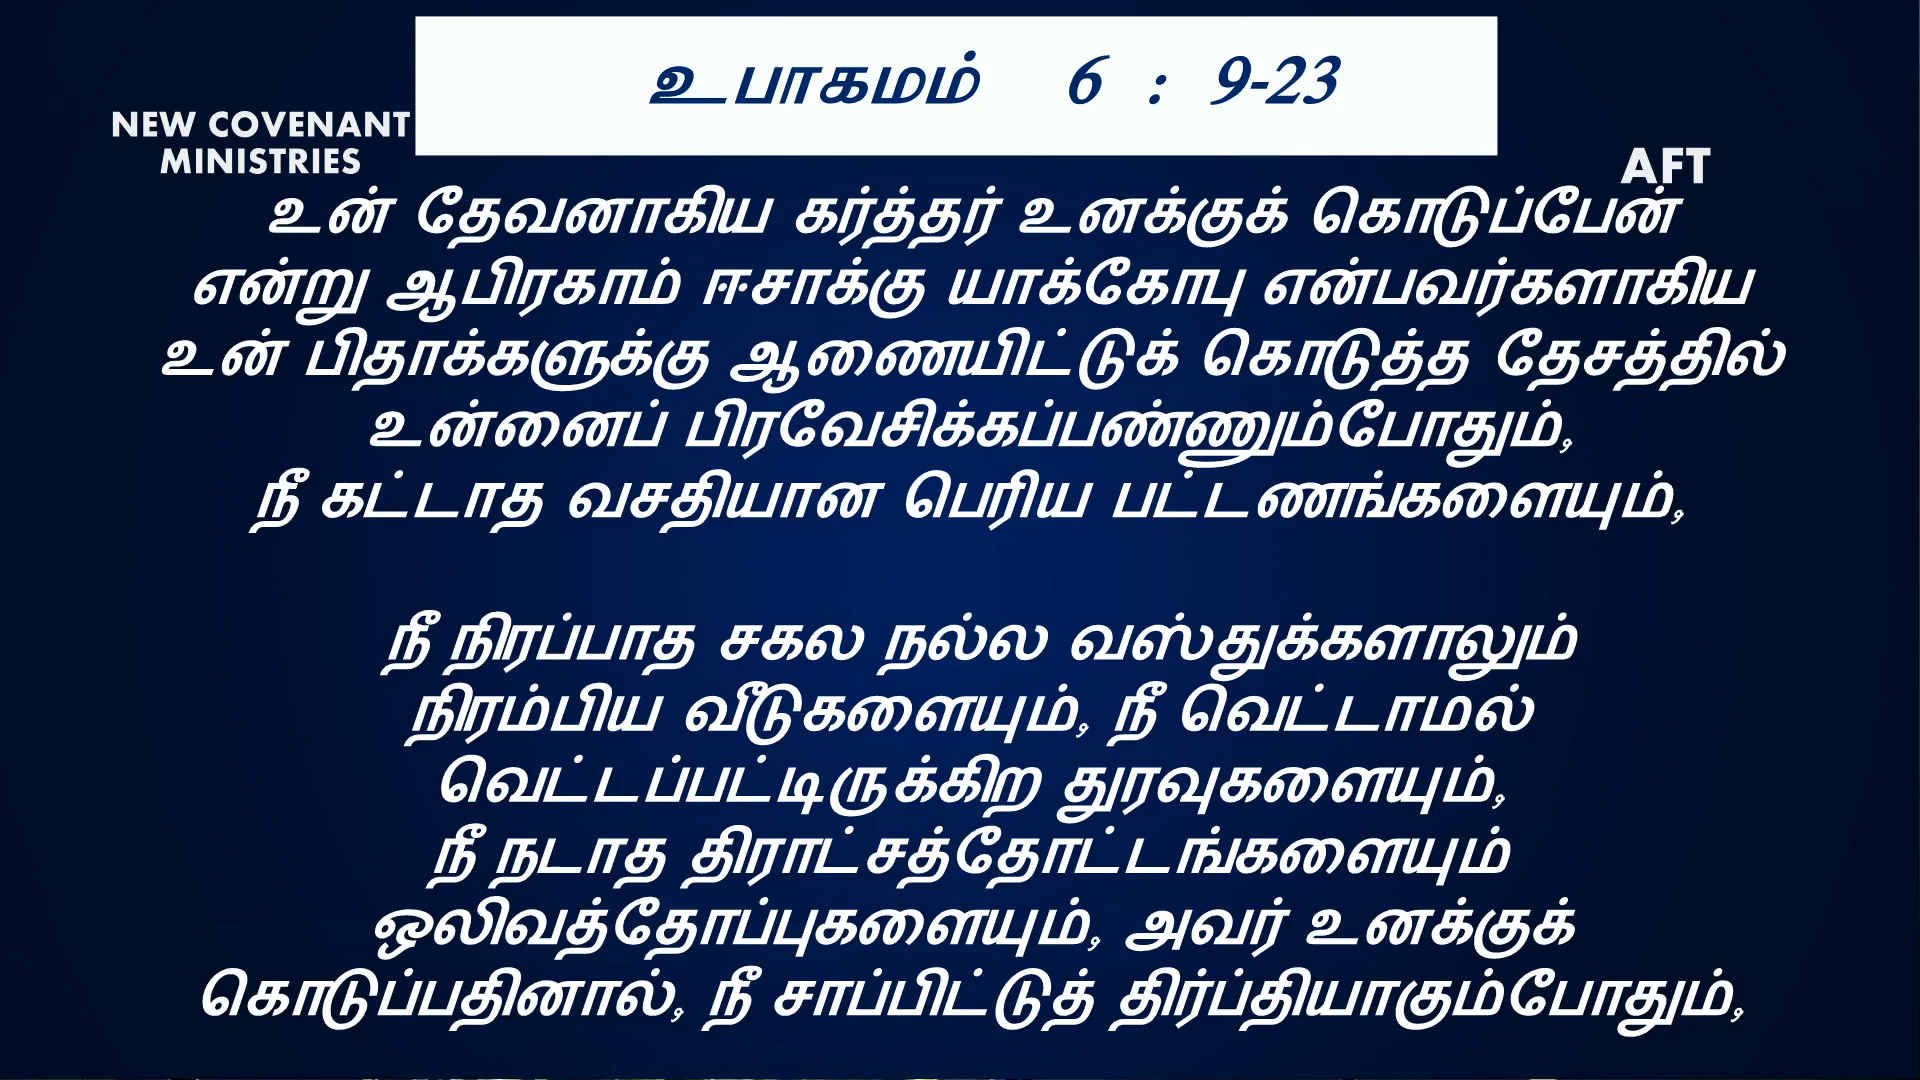 உபாகமம் 6 : 9-23
NEW COVENANT
MINISTRIES
AFT
உன் தேவனாகிய கர்த்தர் உனக்குக் கொடுப்பேன்
என்று ஆபிரகாம் ஈசாக்கு யாக்கோபு என்பவர்களாகிய
உன் பிதாக்களுக்கு ஆணையிட்டுக் கொடுத்த தேசத்தில்
உன்னைப் பிரவேசிக்கப்பண்ணும்போதும்,
நீ கட்டாத வசதியான பெரிய பட்டணங்களையும்,
நீ நிரப்பாத சகல நல்ல வஸ்துக்களாலும்
நிரம்பிய வீடுகளையும், நீ வெட்டாமல்
வெட்டப்பட்டிருக்கிற துரவுகளையும்,
நீ நடாத திராட்சத்தோட்டங்களையும்
ஒலிவத்தோப்புகளையும், அவர் உனக்குக்
கொடுப்பதினால், நீ சாப்பிட்டுத் திர்ப்தியாகும்போதும்,